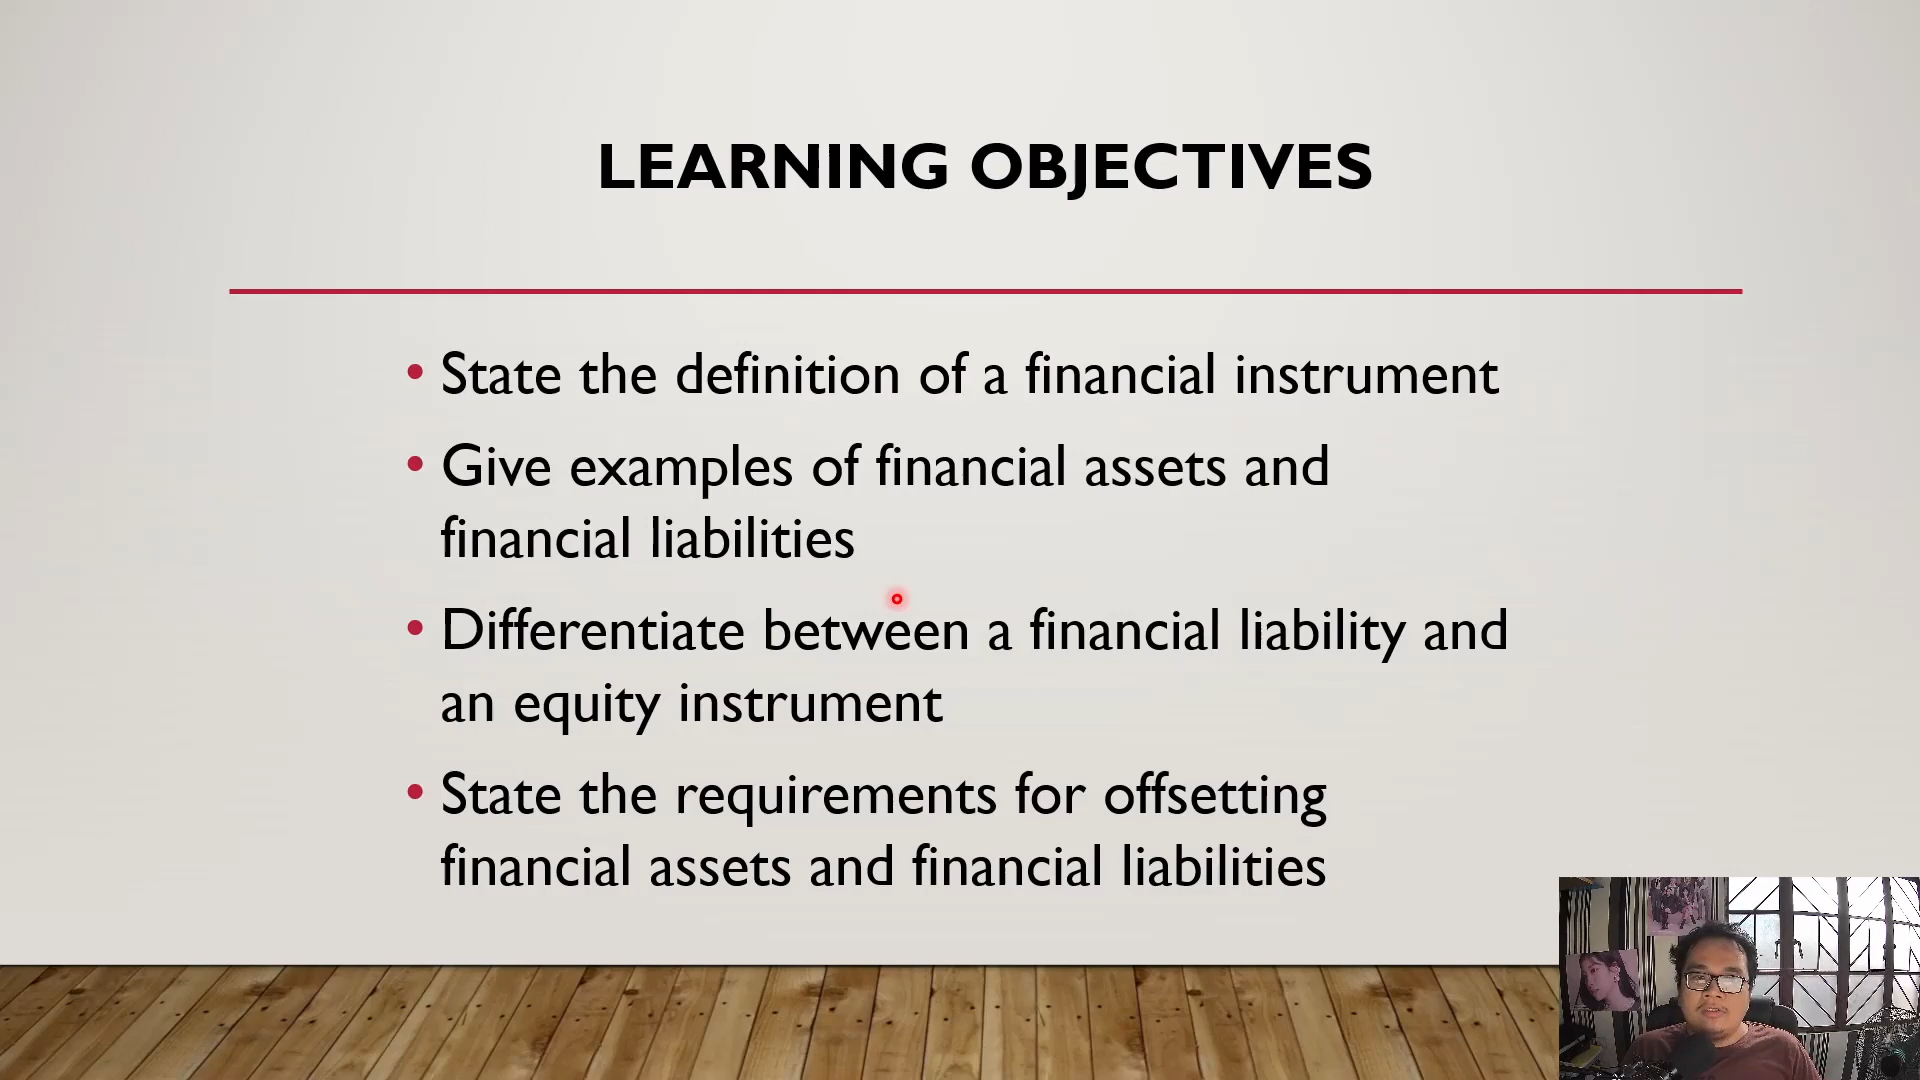 LEARNING OBJECTIVES
• State the definition of a financial instrument
• Give examples of financial assets and
financial liabilities
• Differentiate between a financial liability and
an equity instrument
• State the requirements for offsetting
financial assets and financial liabilities